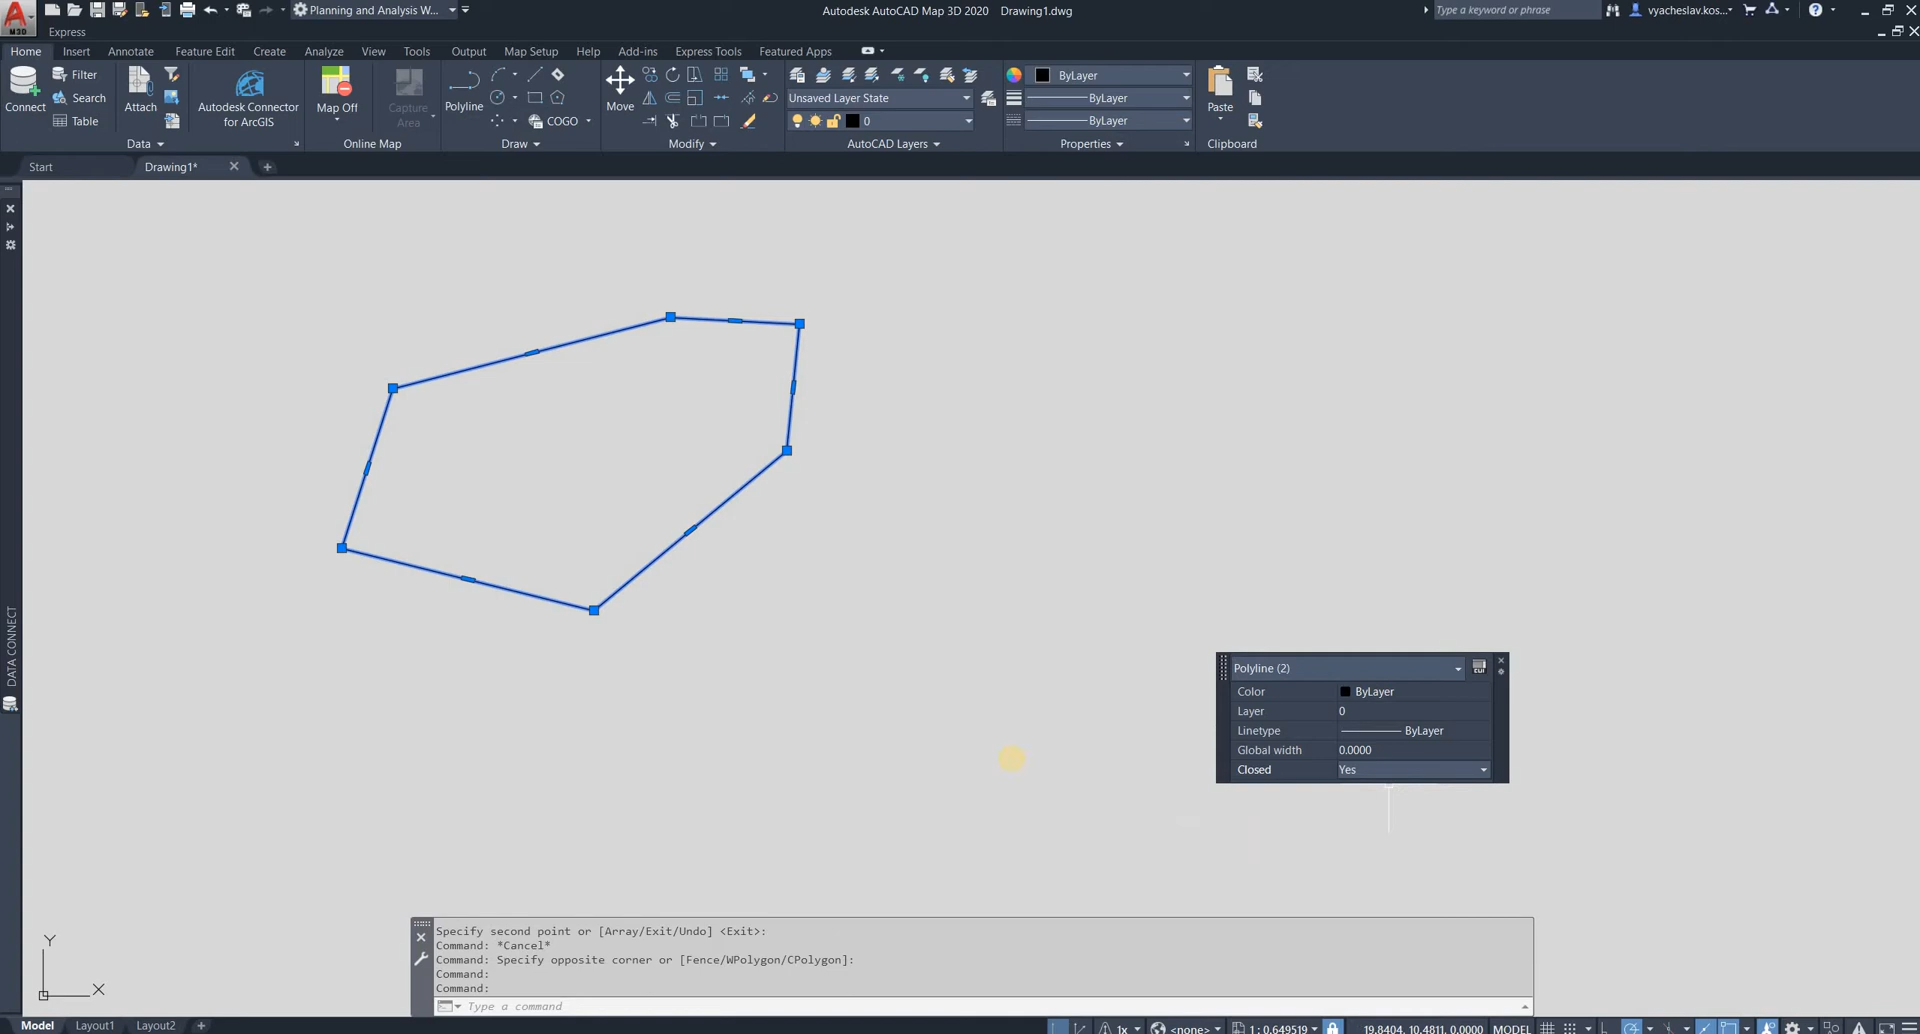 Planning and Analysis W...
Autodesk AutoCAD Map 3D 2020 Drawing1.dwg
Type a keyword or phrase
vyacheslav.kos...
M3D
Express
Home Insert Annotate Feature Edit Create Analyze View Tools Output Map Setup Help Add-ins Express Tools Featured Apps
Connect
Filter
Search
Table
Attach
Autodesk Connector
for ArcGIS
Data
Map Off
Capture
Area
Online Map
Polyline
COGO
Draw
Move
Modify
Unsaved Layer State
0
AutoCAD Layers
ByLayer
ByLayer
ByLayer
Properties
Paste
Clipboard
Start Drawing1*
DATA CONNECT
Polyline (2)
CUI
Color ByLayer
Layer 0
Linetype ByLayer
Global width 0.0000
Closed Yes
Specify second point or [Array/Exit/Undo] <Exit>:
Command: *Cancel*
Command: Specify opposite corner or [Fence/WPolygon/CPolygon]:
Command:
Command:
Type a command
Y
X
Model Layout1 Layout2
1x <none> 1 : 0.649519 19.8404, 10.4811, 0.0000 MODEL